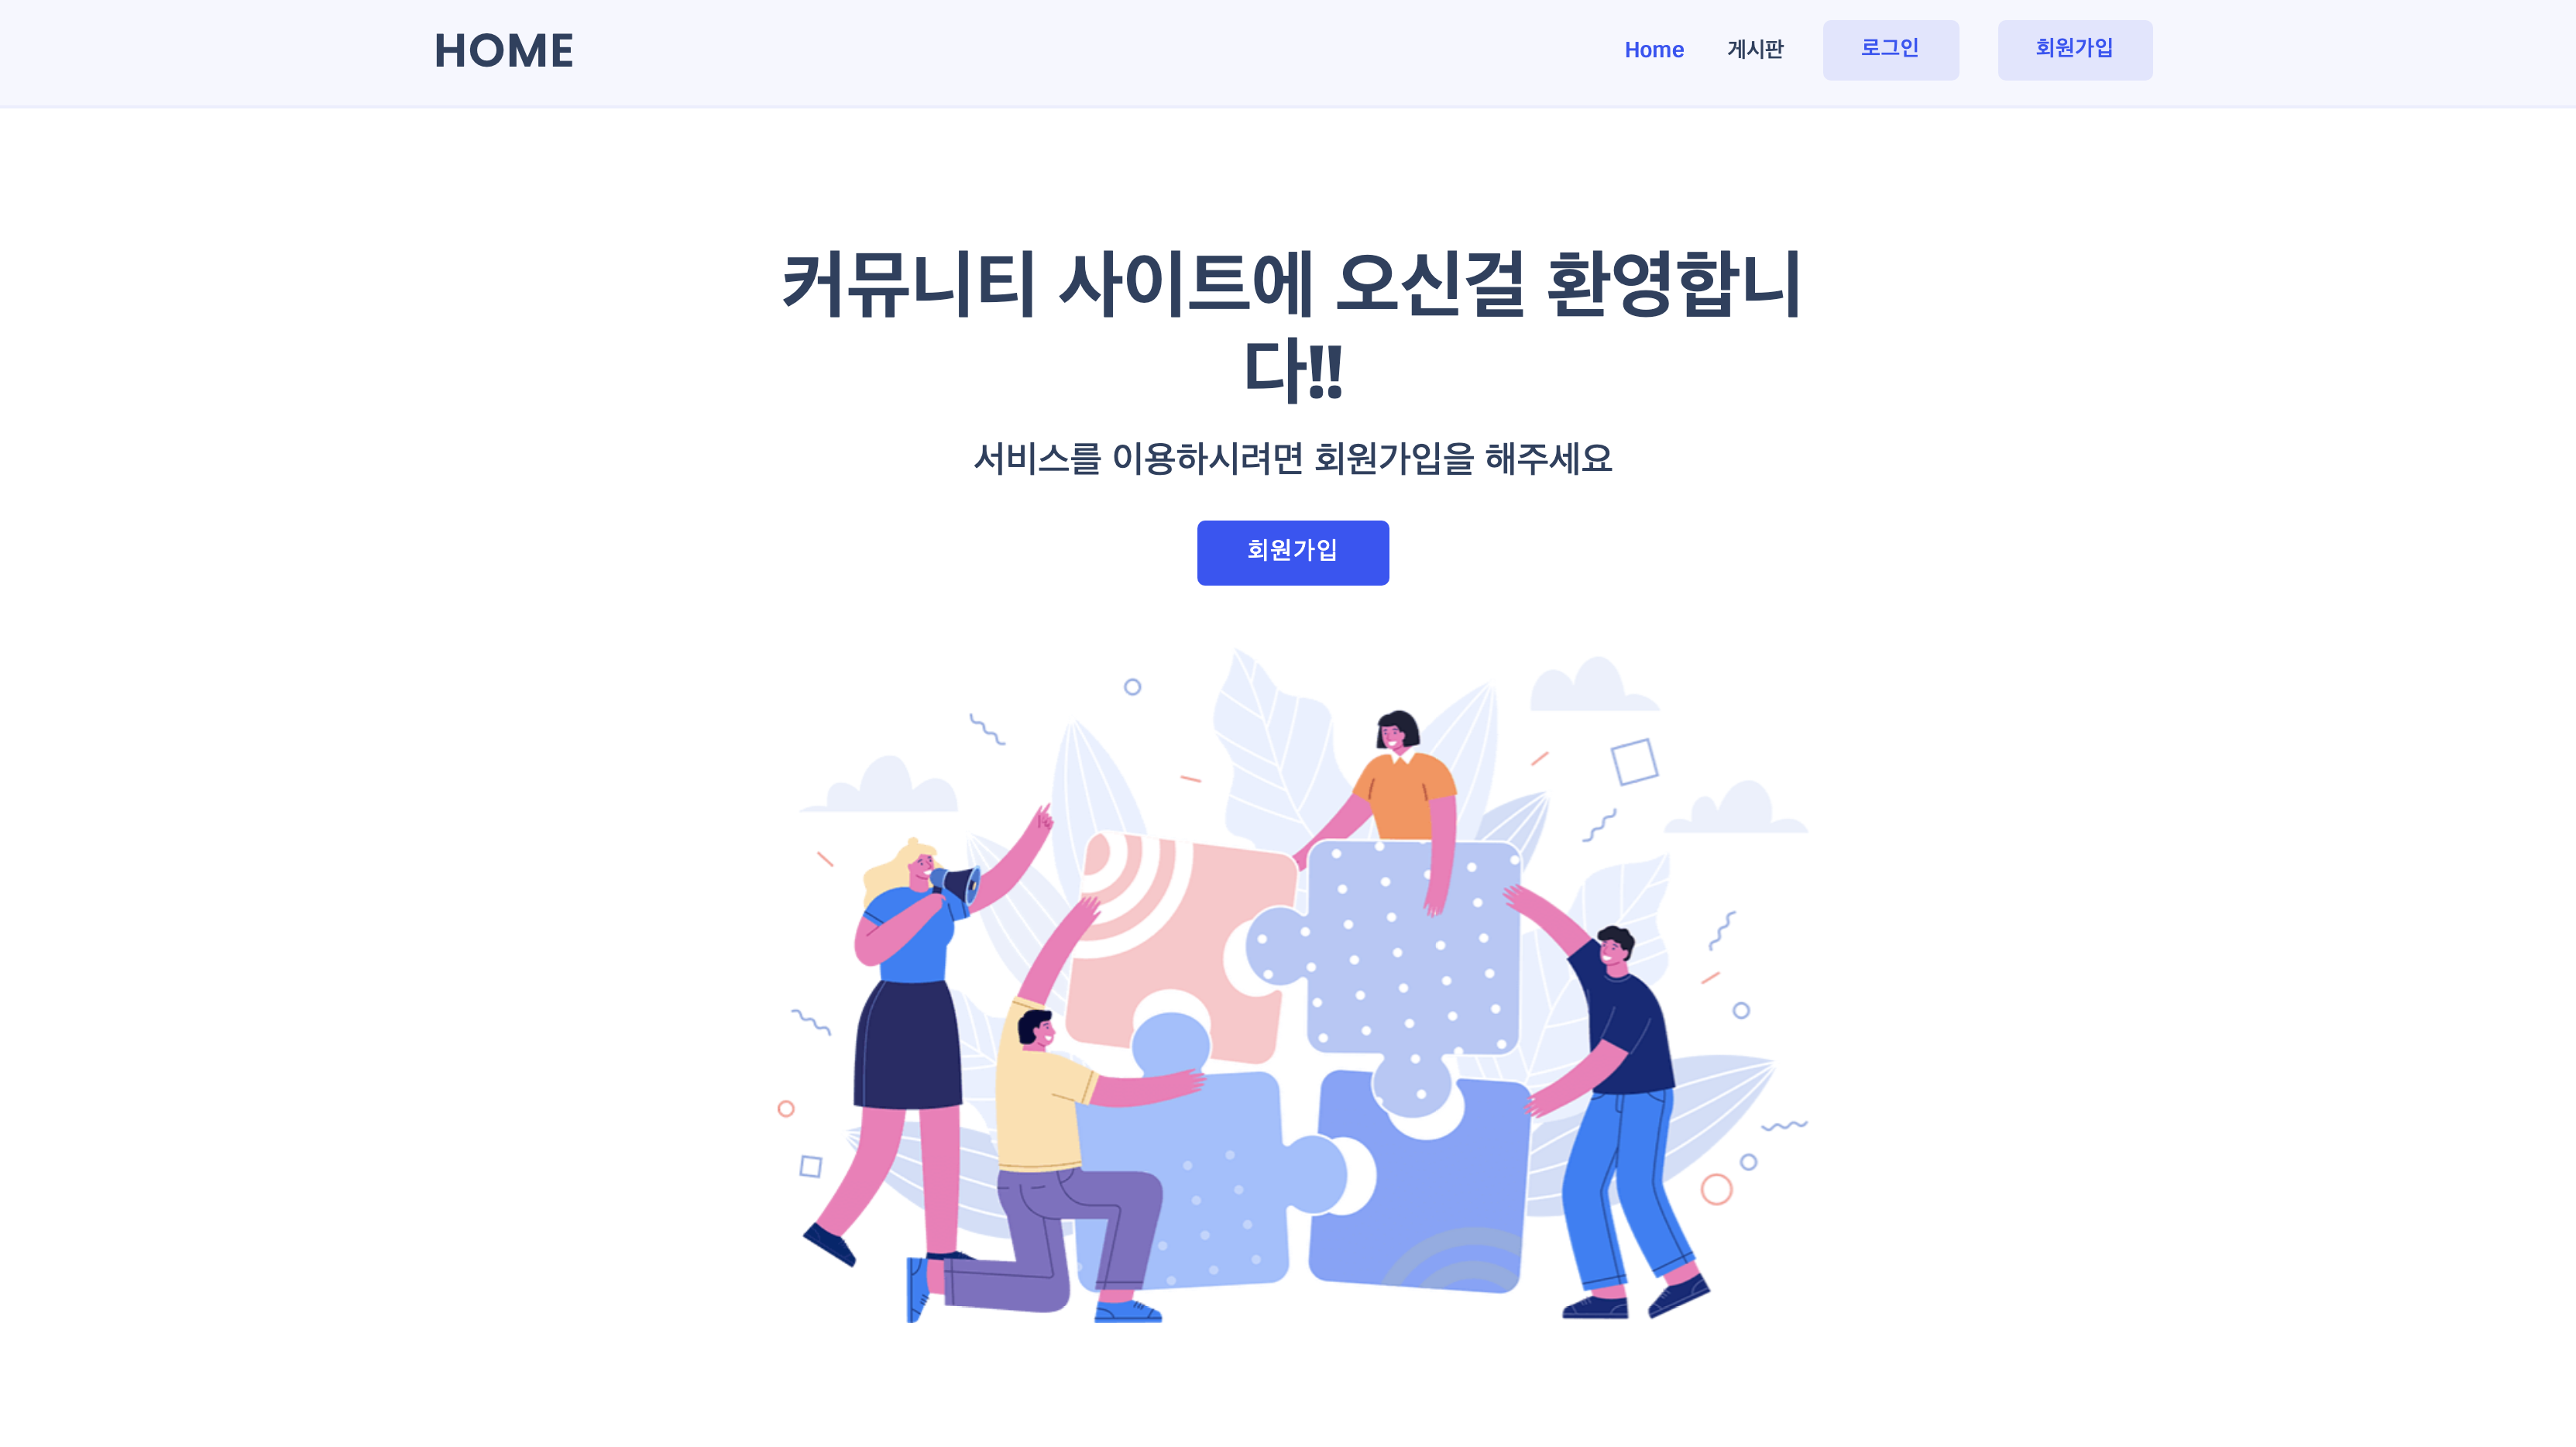 HOME
Home
게시판
로그인
회원가입
커뮤니티 사이트에 오신걸 환영합니
다!!
서비스를 이용하시려면 회원가입을 해주세요
회원가입